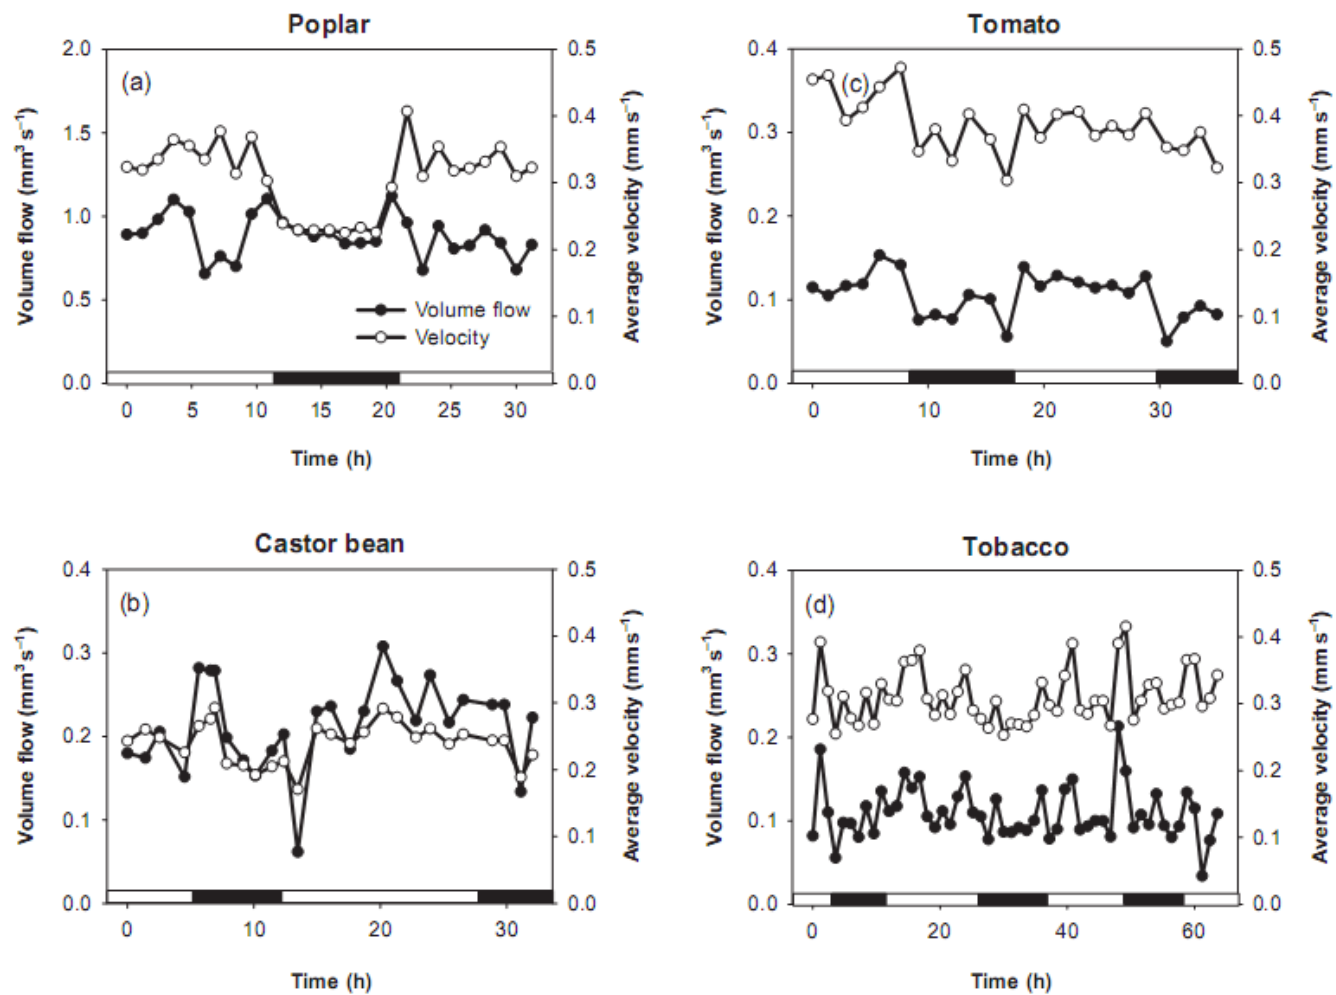 Poplar
(a)
Volume flow (mm³ s⁻¹)
2.0
1.5
1.0
0.5
0.0
0.5
0.4
0.3
0.2
0.1
0.0
Average velocity (mm s⁻¹)
Volume flow
Velocity
0 5 10 15 20 25 30
Time (h)
Tomato
(c)
Volume flow (mm³ s⁻¹)
0.4
0.3
0.2
0.1
0.0
0.5
0.4
0.3
0.2
0.1
0.0
Average velocity (mm s⁻¹)
0 10 20 30
Time (h)
Castor bean
(b)
Volume flow (mm³ s⁻¹)
0.4
0.3
0.2
0.1
0.0
0.5
0.4
0.3
0.2
0.1
0.0
Average velocity (mm s⁻¹)
0 10 20 30
Time (h)
Tobacco
(d)
Volume flow (mm³ s⁻¹)
0.4
0.3
0.2
0.1
0.0
0.5
0.4
0.3
0.2
0.1
0.0
Average velocity (mm s⁻¹)
0 20 40 60
Time (h)